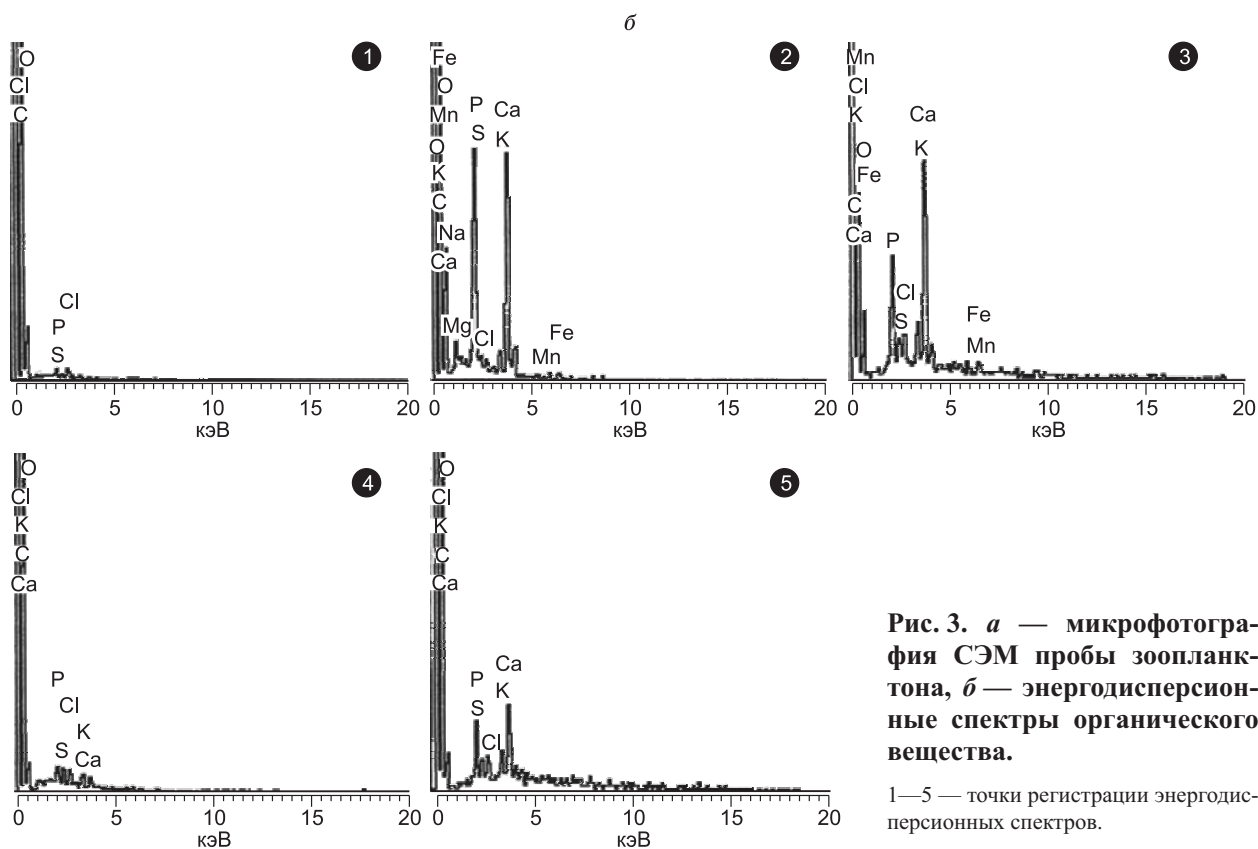 б
O
Cl
C
1
Cl
P
S
0 5 10 15 20
кэВ
Fe
O
Mn
O
K
C
Na
Ca
P
S
Ca
K
Mg
Cl
Fe
Mn
2
0 5 10 15 20
кэВ
Mn
Cl
K
O
Fe
C
Ca
P
Cl
S
Ca
K
Fe
Mn
3
0 5 10 15 20
кэВ
O
Cl
K
C
Ca
4
P
Cl
S
K
Ca
0 5 10 15 20
кэВ
O
Cl
K
C
Ca
5
P
S
Cl
Ca
K
0 5 10 15 20
кэВ
Рис. 3. а — микрофотогра-
фия СЭМ пробы зоопланк-
тона, б — энергодисперсион-
ные спектры органического
вещества.
1—5 — точки регистрации энергодис-
персионных спектров.